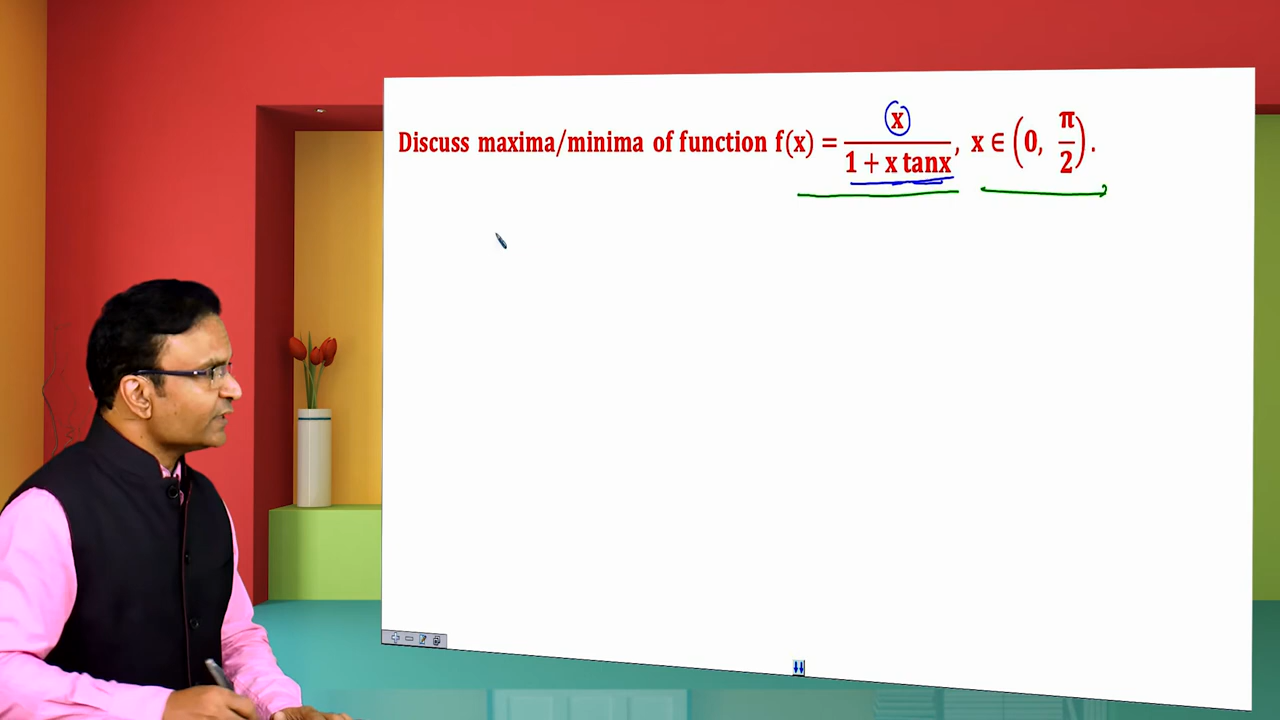 Discuss maxima/minima of function f(x) = x / (1 + x tanx), x ∈ (0, π/2).